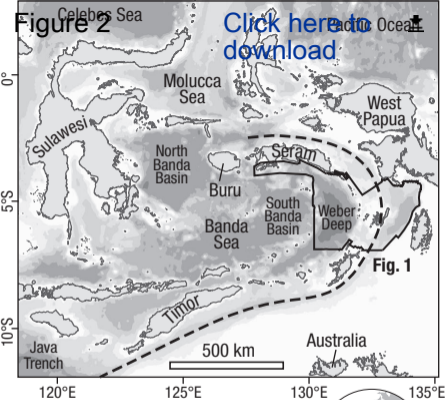 Figure 2
Click here to
download
Celebes Sea
Pacific Ocean
Molucca
Sea
0°
West
Papua
Sulawesi
North
Banda
Basin
Seram
Buru
5°S
South
Banda
Basin
Weber
Deep
Banda
Sea
Fig. 1
Timor
10°S
Java
Trench
500 km
Australia
120°E
125°E
130°E
135°E